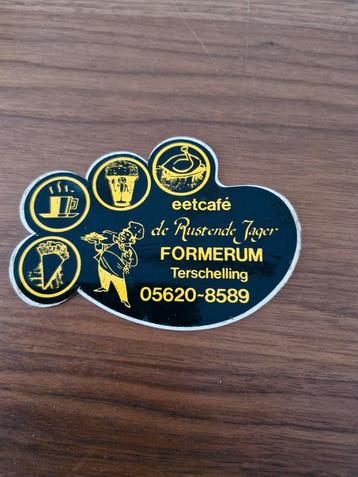 eetcafé
de Rustende Jager
FORMERUM
Terschelling
05620~8589